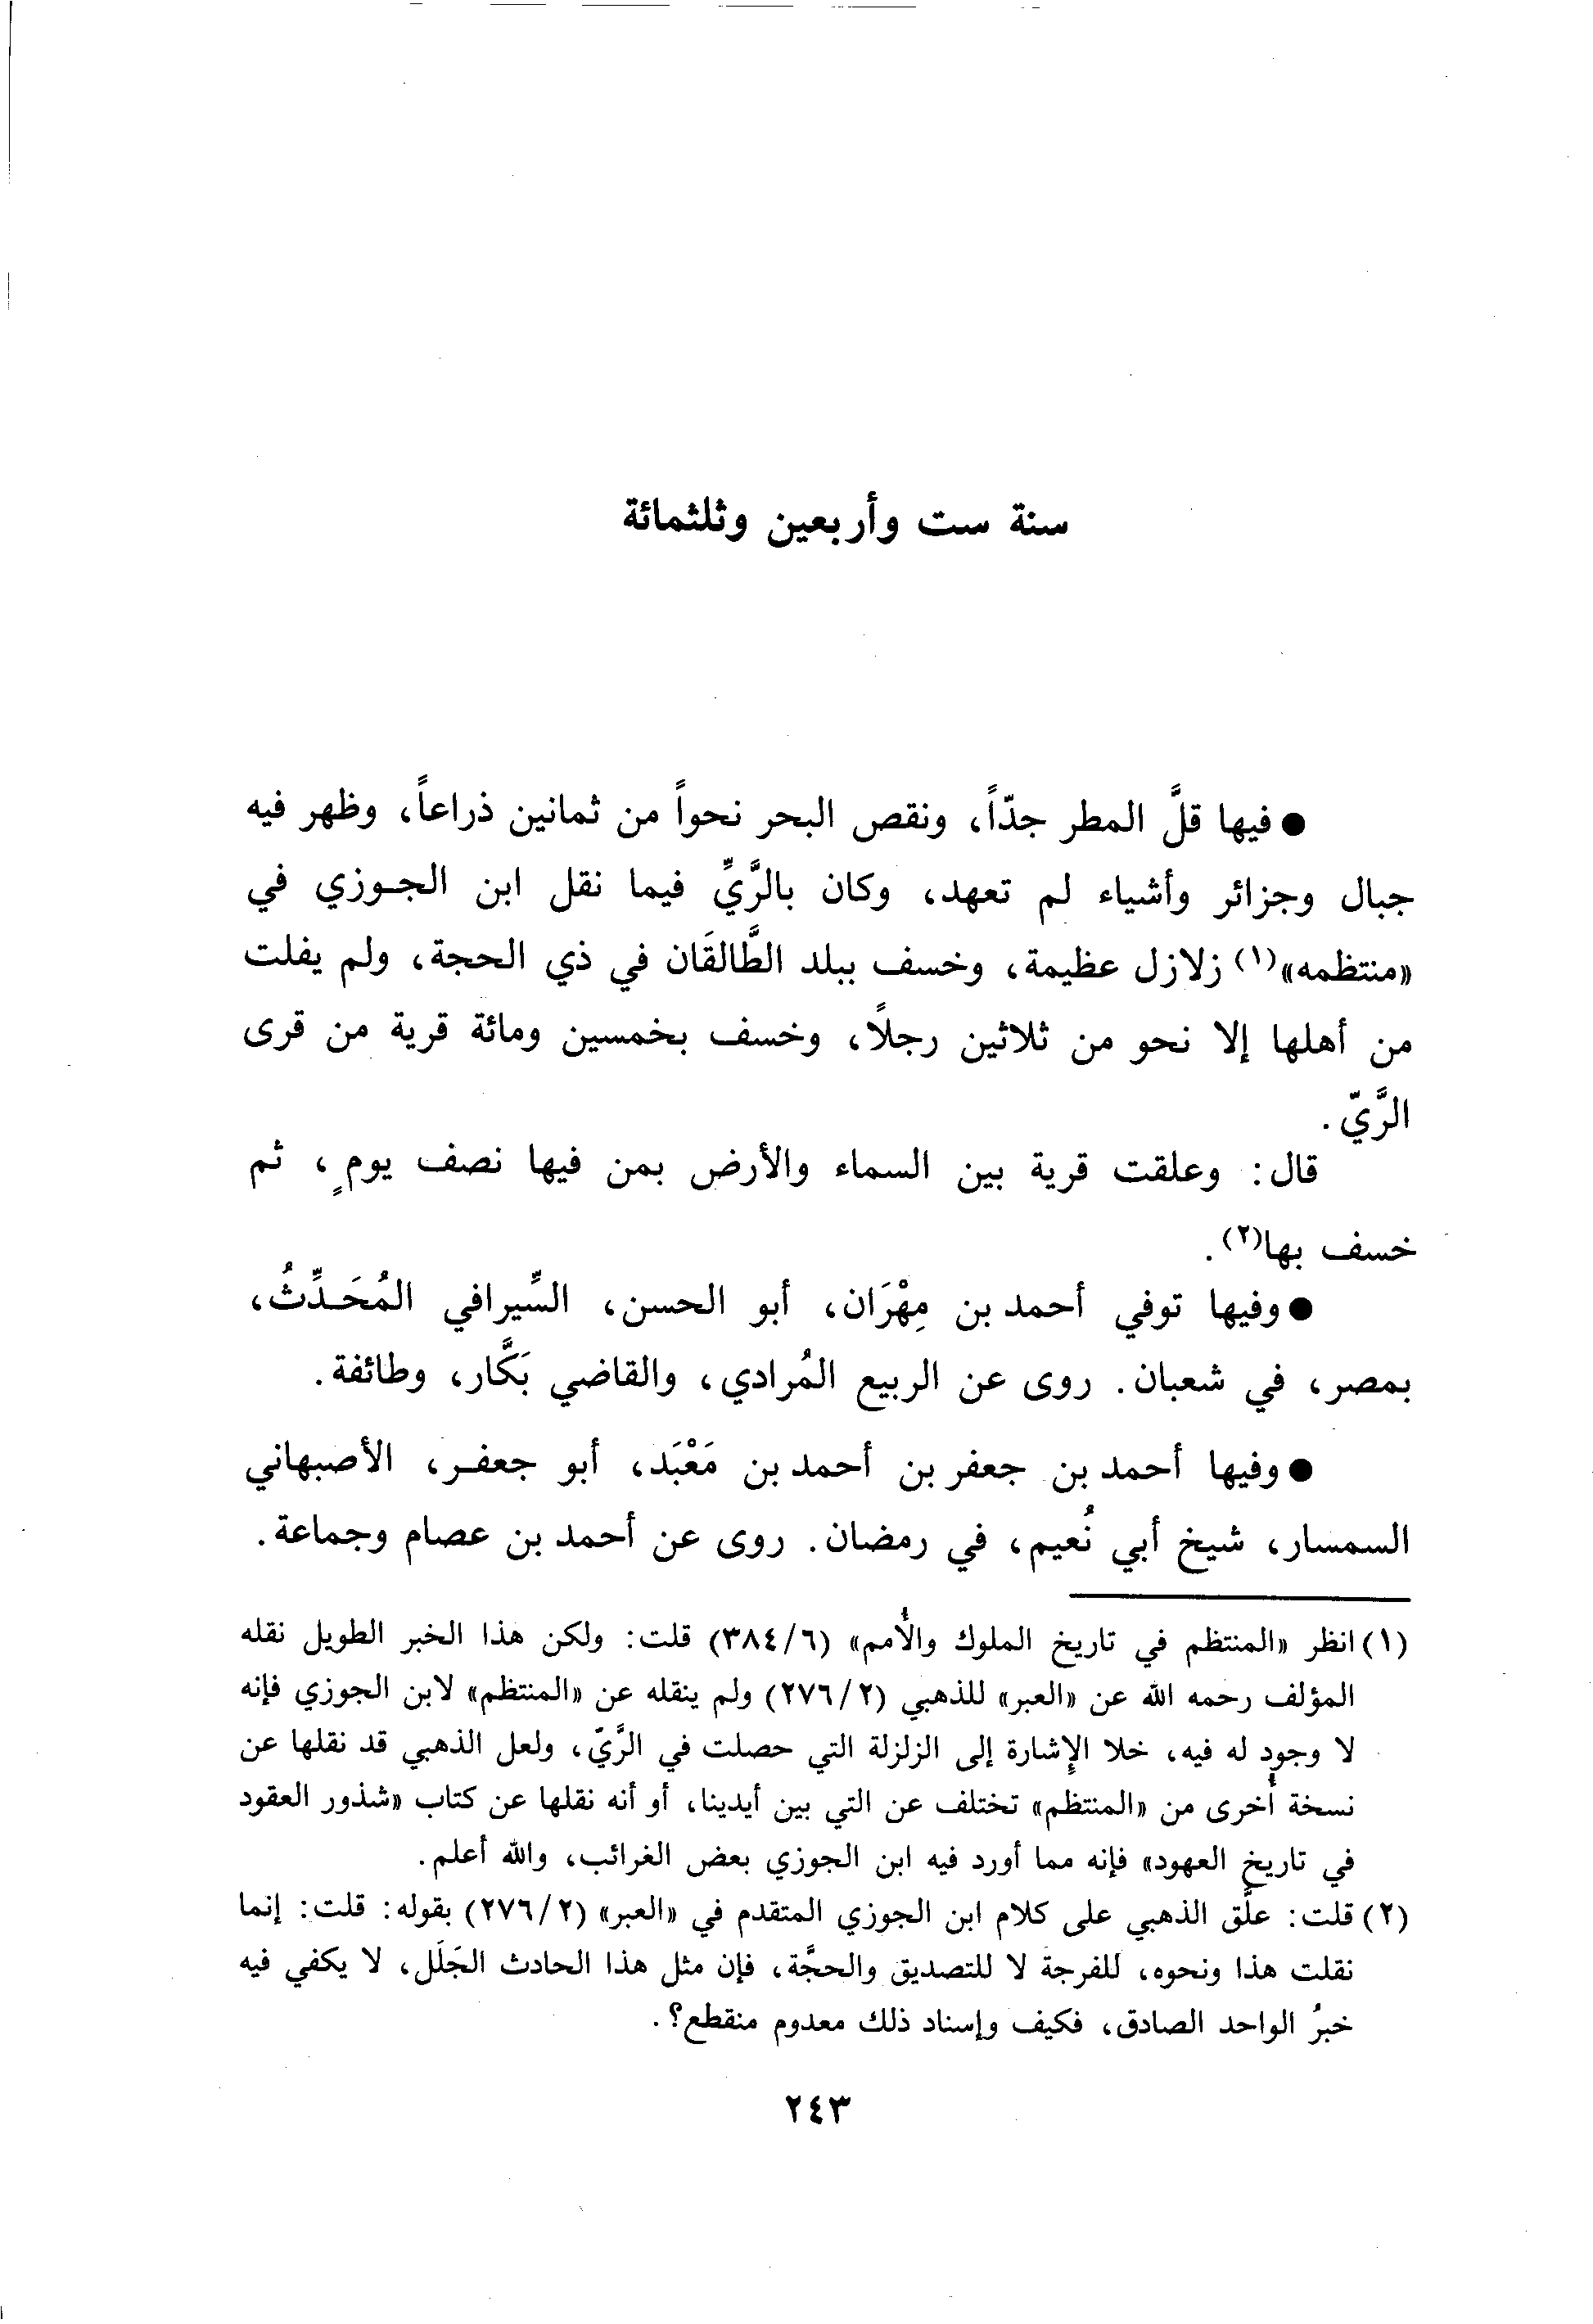 سنة ست وأربعين وثلثمائة
● فيها قلَّ المطر جدّاً، ونقص البحر نحواً من ثمانين ذراعاً، وظهر فيه
جبال وجزائر وأشياء لم تعهد، وكان بالرَّيِّ فيما نقل ابن الجوزي في
«منتظمه»(١) زلازل عظيمة، وخسف ببلد الطَّالقَان في ذي الحجة، ولم يفلت
من أهلها إلا نحو من ثلاثين رجلاً، وخسف بخمسين ومائة قرية من قرى
الرَّيّ.
قال: وعلقت قرية بين السماء والأرض بمن فيها نصف يومٍ، ثم
خسف بها(٢).
● وفيها توفي أحمد بن مِهْرَان، أبو الحسن، السِّيرافي المُحَدِّثُ،
بمصر، في شعبان. روى عن الربيع المُرادي، والقاضي بَكَّار، وطائفة.
● وفيها أحمد بن جعفر بن أحمد بن مَعْبَد، أبو جعفر، الأصبهاني
السمسار، شيخ أبي نُعيم، في رمضان. روى عن أحمد بن عصام وجماعة.
(١) انظر «المنتظم في تاريخ الملوك والأُمم» (٣٨٤/٦) قلت: ولكن هذا الخبر الطويل نقله
المؤلف رحمه الله عن «العبر» للذهبي (٢٧٦/٢) ولم ينقله عن «المنتظم» لابن الجوزي فإنه
لا وجود له فيه، خلا الإشارة إلى الزلزلة التي حصلت في الرَّيّ، ولعل الذهبي قد نقلها عن
نسخة أُخرى من «المنتظم» تختلف عن التي بين أيدينا، أو أنه نقلها عن كتاب «شذور العقود
في تاريخ العهود» فإنه مما أورد فيه ابن الجوزي بعض الغرائب، والله أعلم.
(٢) قلت: علَّق الذهبي على كلام ابن الجوزي المتقدم في «العبر» (٢٧٦/٢) بقوله: قلت: إنما
نقلت هذا ونحوه، للفرجة لا للتصديق والحجَّة، فإن مثل هذا الحادث الجَلَل، لا يكفي فيه
خبرُ الواحد الصادق، فكيف وإسناد ذلك معدوم منقطع؟.
٢٤٣